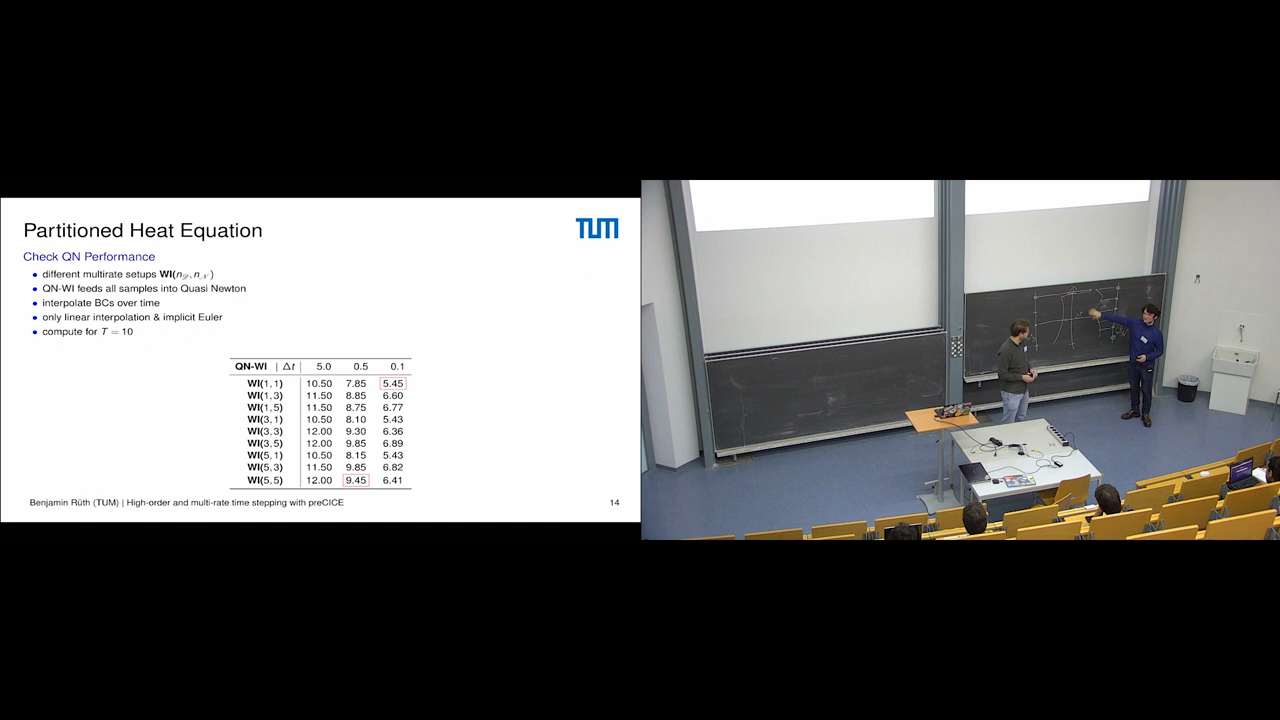 Partitioned Heat Equation
TUM
Check QN Performance
• different multirate setups WI(n𝒟, n𝒩)
• QN-WI feeds all samples into Quasi Newton
• interpolate BCs over time
• only linear interpolation & implicit Euler
• compute for T = 10
QN-WI | Δt | 5.0 0.5 0.1
WI(1, 1) 10.50 7.85 5.45
WI(1, 3) 11.50 8.85 6.60
WI(1, 5) 11.50 8.75 6.77
WI(3, 1) 10.50 8.10 5.43
WI(3, 3) 12.00 9.30 6.36
WI(3, 5) 12.00 9.85 6.89
WI(5, 1) 10.50 8.15 5.43
WI(5, 3) 11.50 9.85 6.82
WI(5, 5) 12.00 9.45 6.41
Benjamin Rüth (TUM) | High-order and multi-rate time stepping with preCICE 14